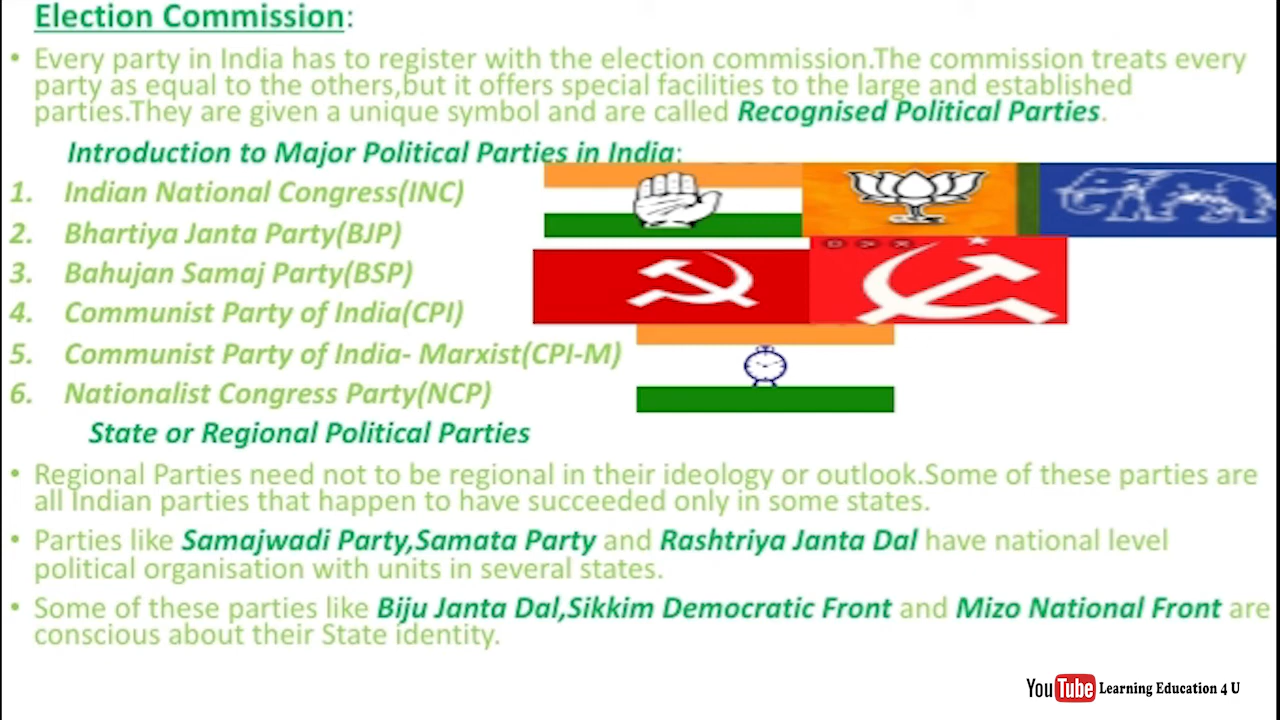 Election Commission:
• Every party in India has to register with the election commission.The commission treats every
party as equal to the others,but it offers special facilities to the large and established
parties.They are given a unique symbol and are called Recognised Political Parties.
Introduction to Major Political Parties in India:
1. Indian National Congress(INC)
2. Bhartiya Janta Party(BJP)
3. Bahujan Samaj Party(BSP)
4. Communist Party of India(CPI)
5. Communist Party of India- Marxist(CPI-M)
6. Nationalist Congress Party(NCP)
State or Regional Political Parties
• Regional Parties need not to be regional in their ideology or outlook.Some of these parties are
all Indian parties that happen to have succeeded only in some states.
• Parties like Samajwadi Party,Samata Party and Rashtriya Janta Dal have national level
political organisation with units in several states.
• Some of these parties like Biju Janta Dal,Sikkim Democratic Front and Mizo National Front are
conscious about their State identity.
YouTube Learning Education 4 U